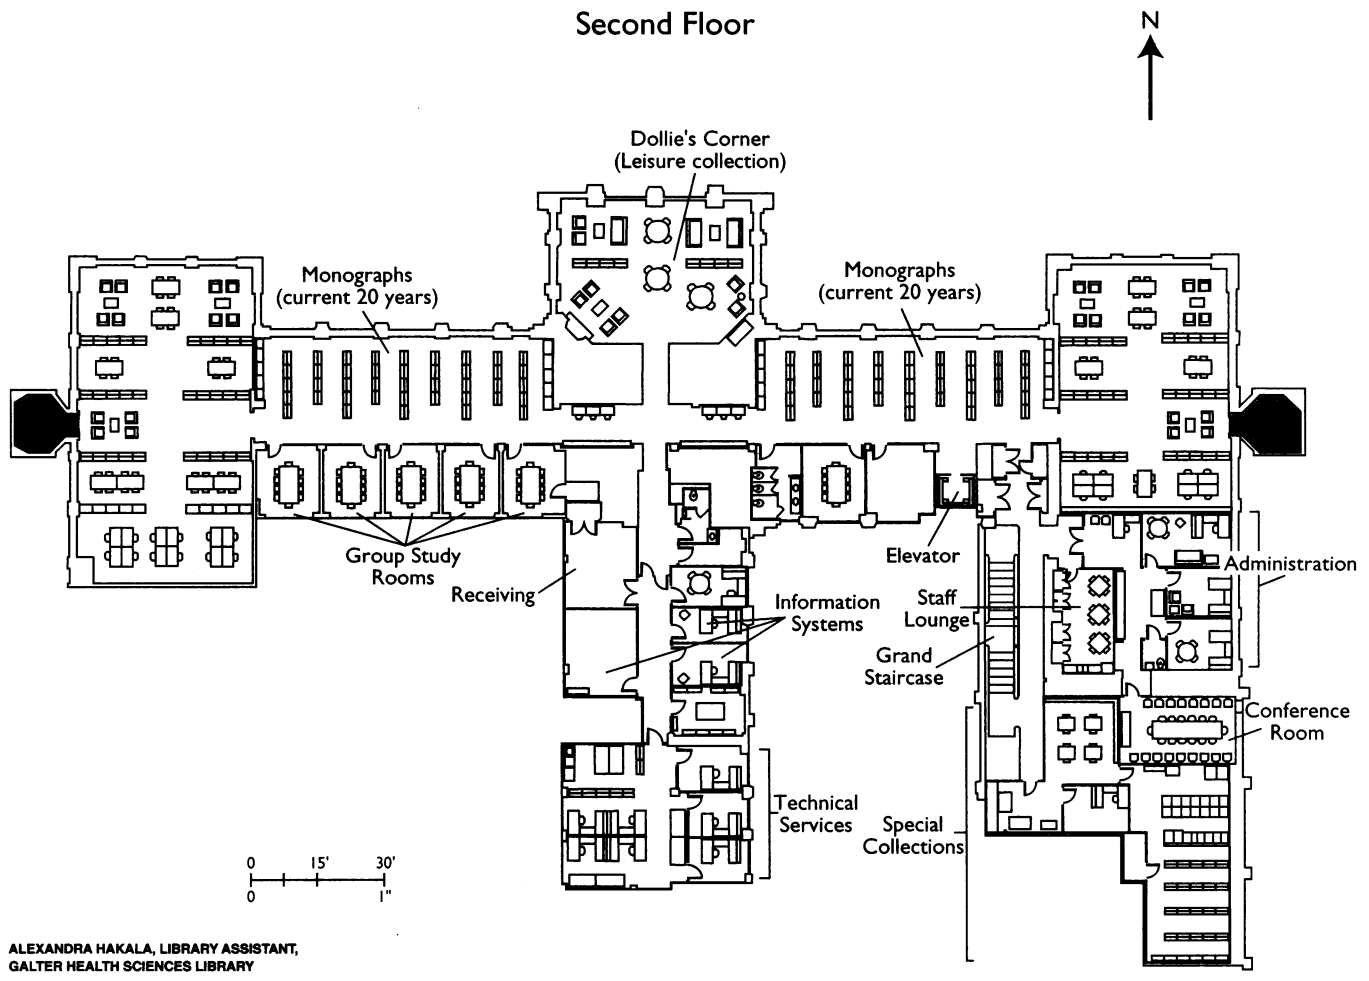 Second Floor
N
Dollie's Corner
(Leisure collection)
Monographs
(current 20 years)
Monographs
(current 20 years)
Group Study
Rooms
Receiving
Information
Systems
Elevator
Staff
Lounge
Grand
Staircase
Administration
Conference
Room
Technical
Services
Special
Collections
0 15' 30'
0 1"
ALEXANDRA HAKALA, LIBRARY ASSISTANT,
GALTER HEALTH SCIENCES LIBRARY